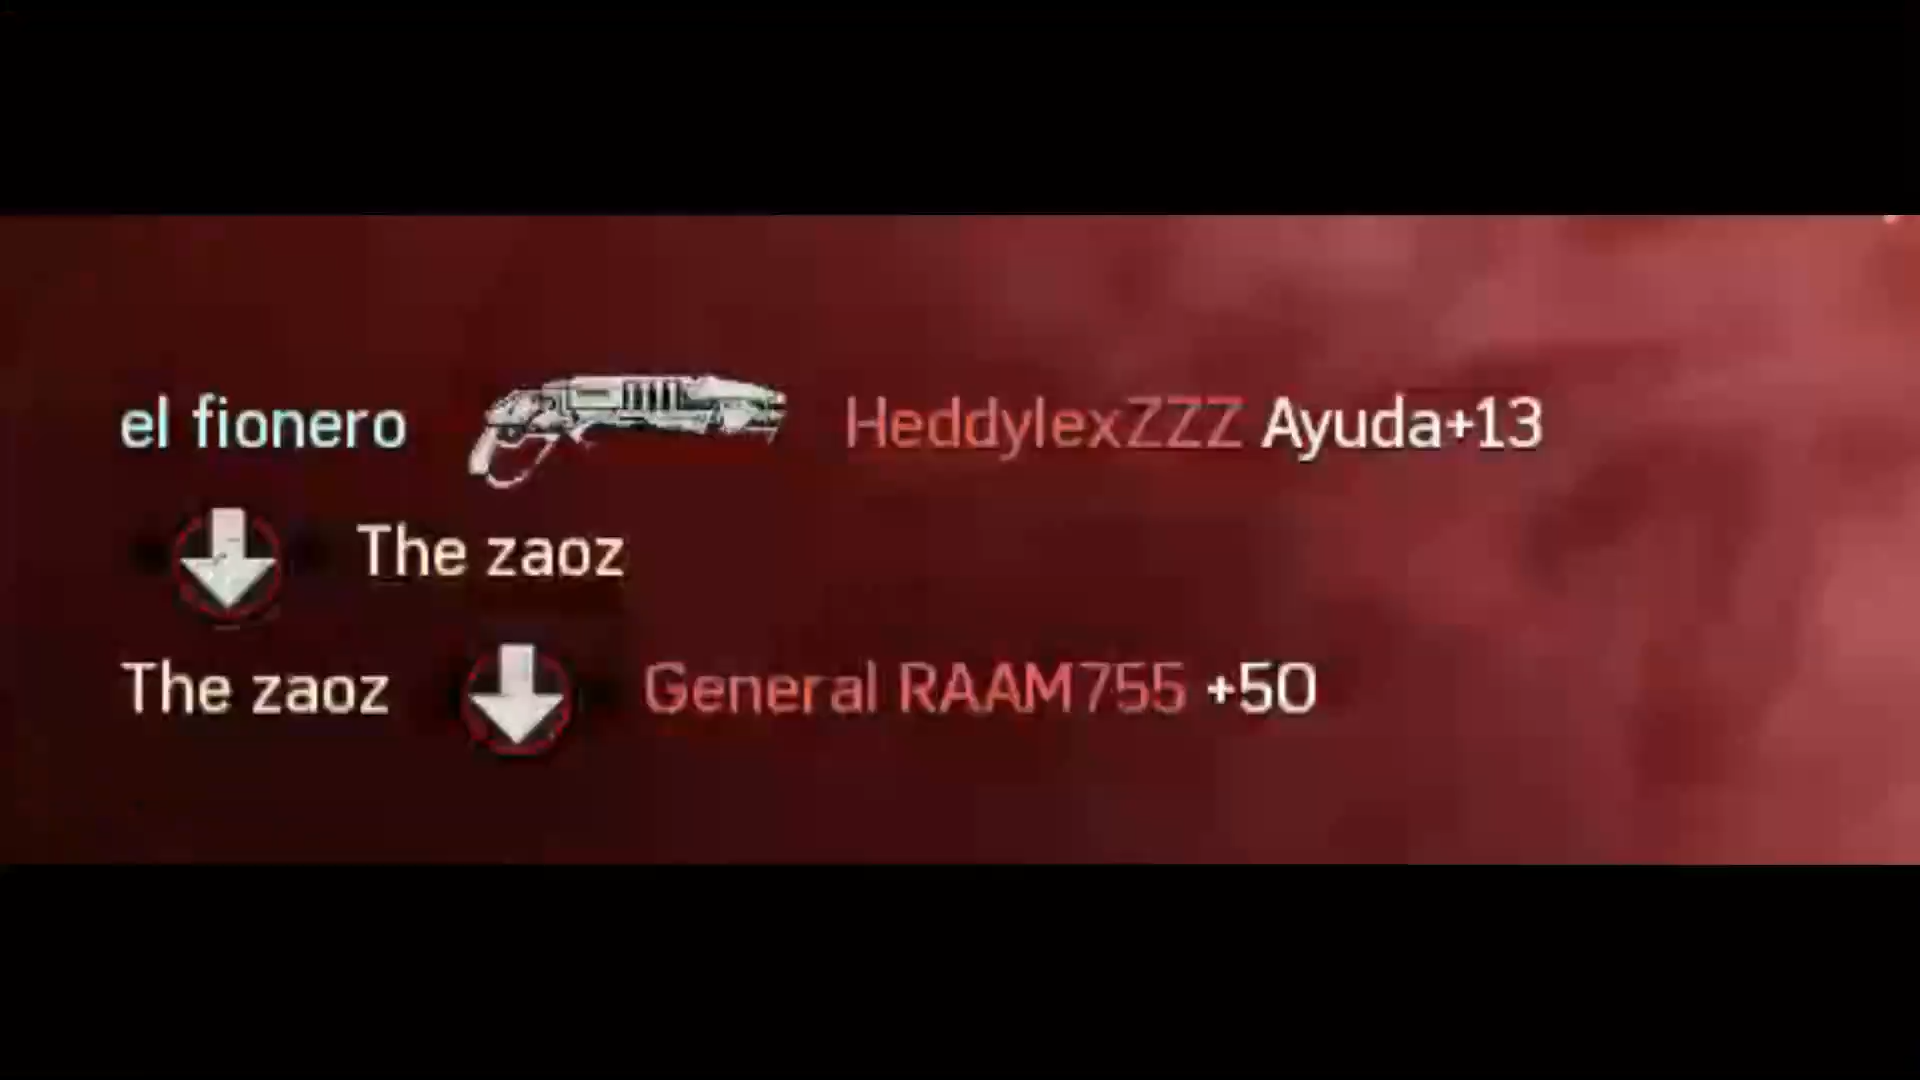 el fionero HeddylexZZZ Ayuda+13
The zaoz
The zaoz General RAAM755 +50